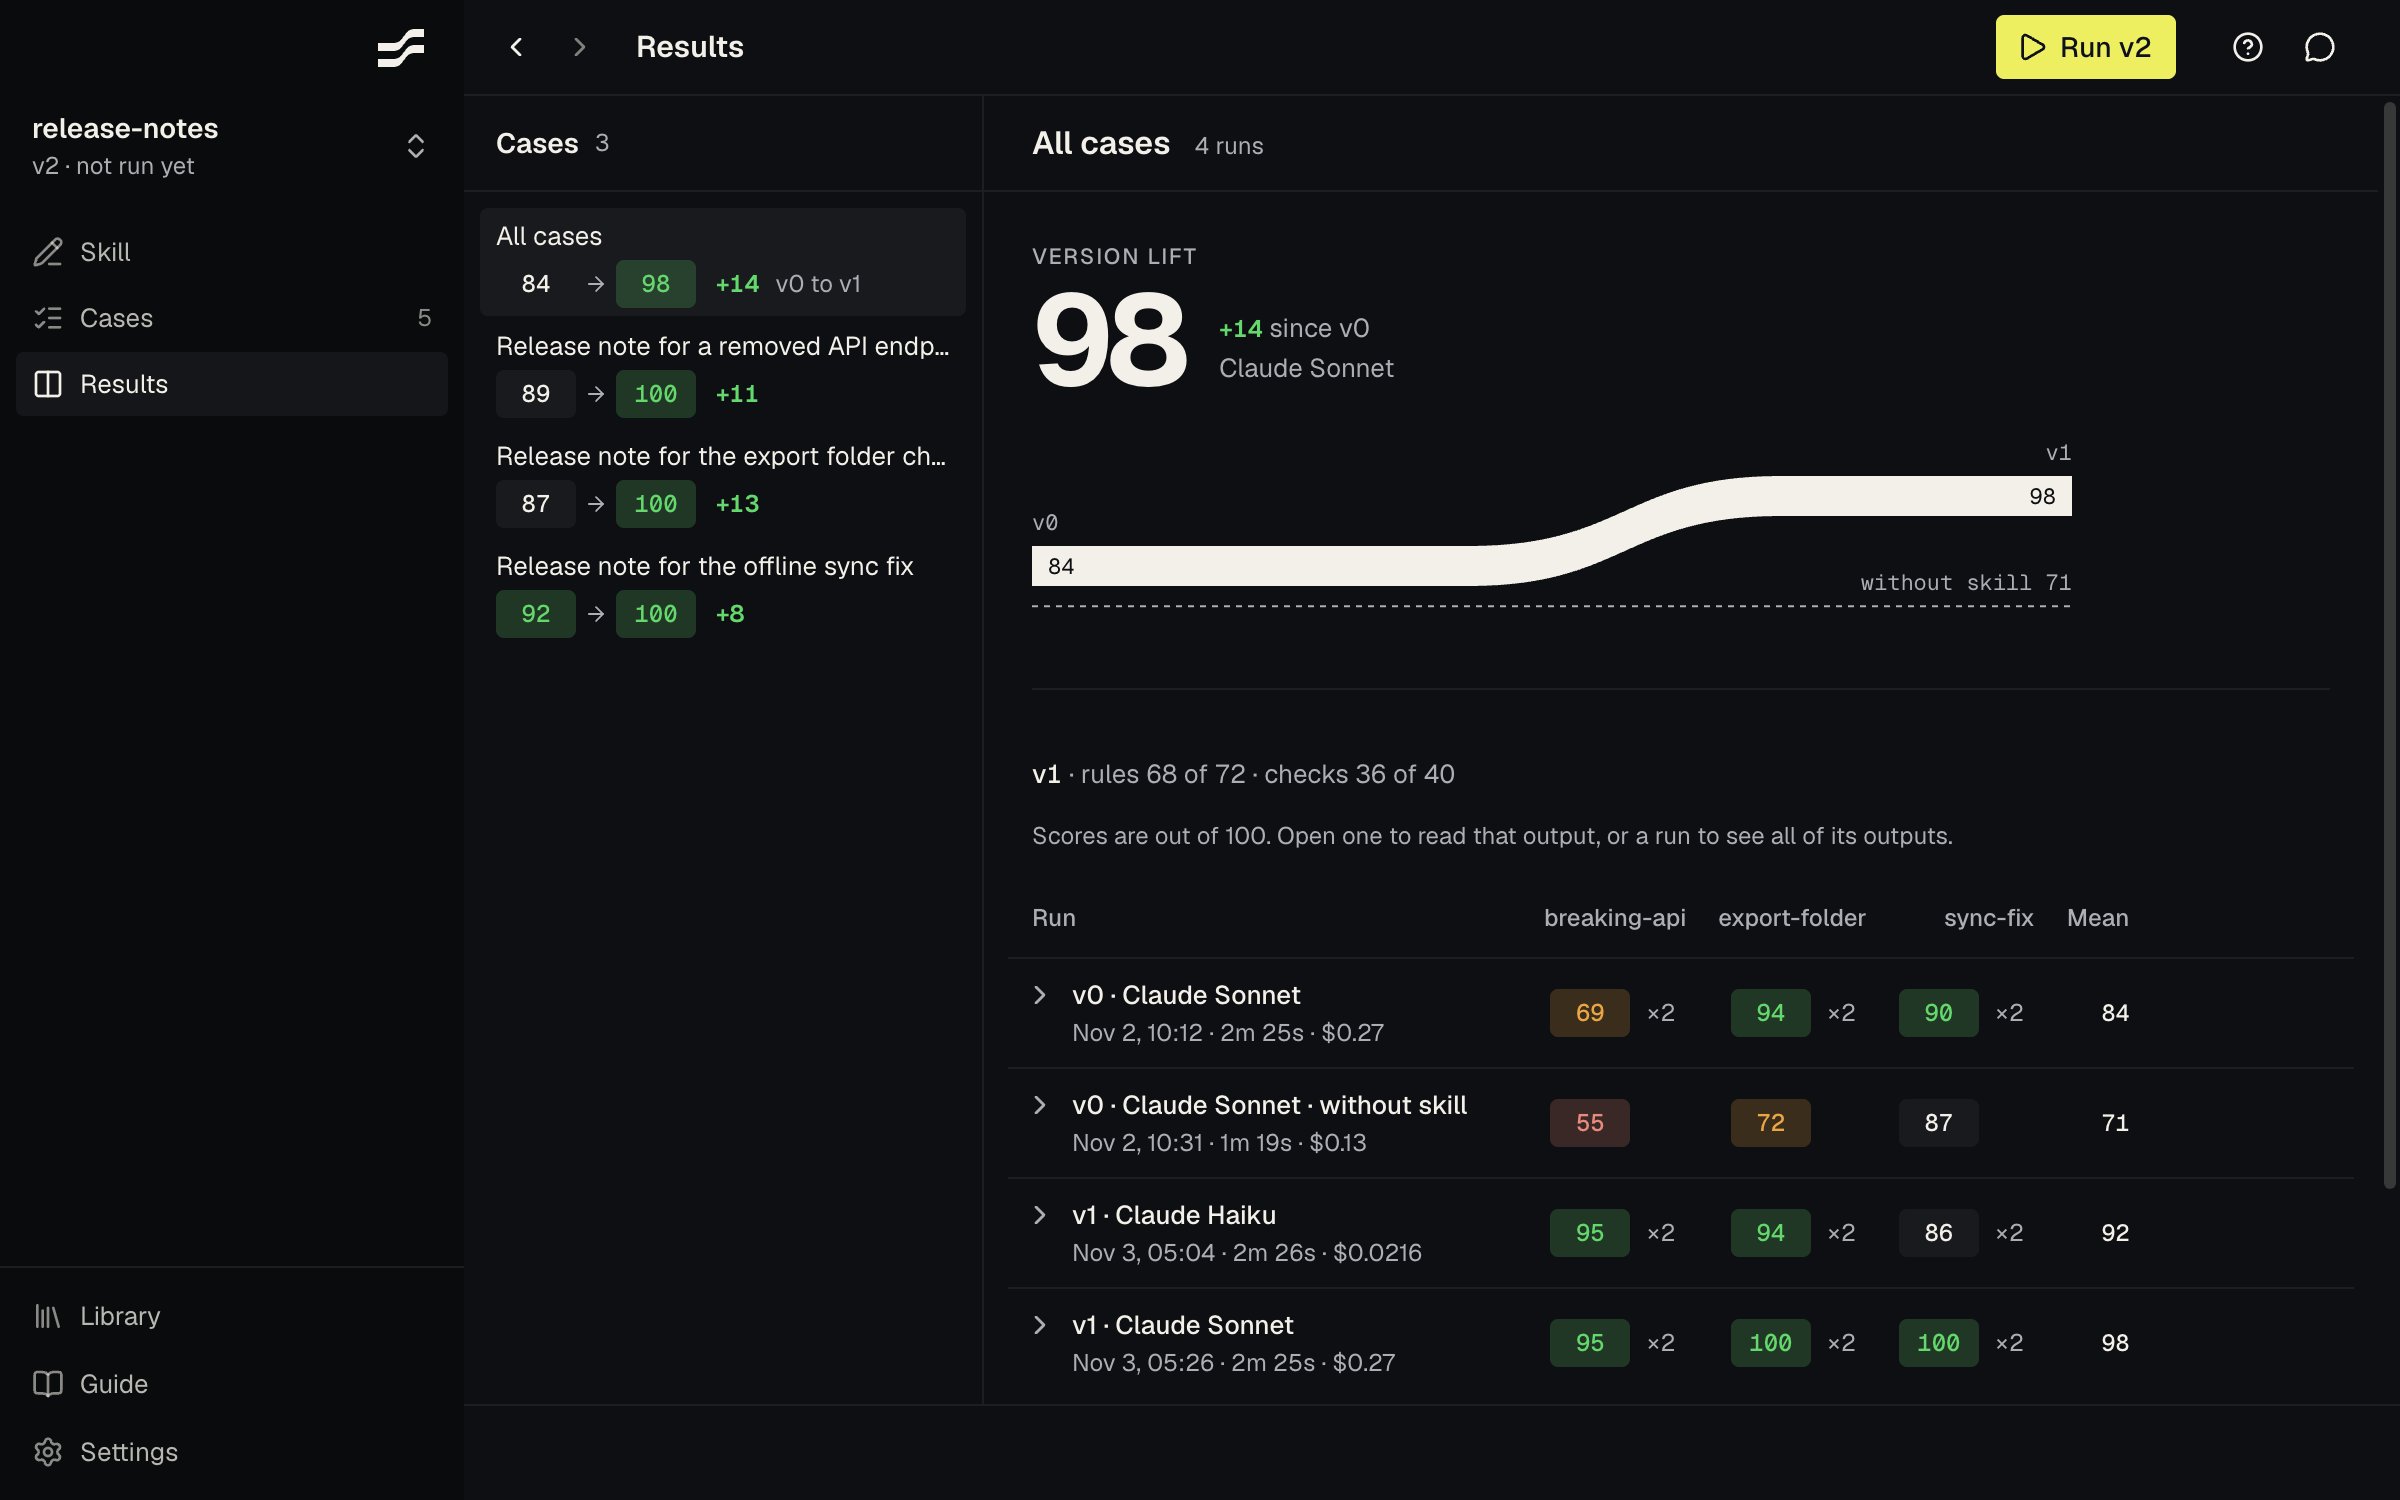 release-notes
v2 · not run yet
Skill
Cases 5
Results
Library
Guide
Settings
Results
Run v2
Cases 3
All cases
84 → 98 +14 v0 to v1
Release note for a removed API endp...
89 → 100 +11
Release note for the export folder ch...
87 → 100 +13
Release note for the offline sync fix
92 → 100 +8
All cases 4 runs
VERSION LIFT
98
+14 since v0
Claude Sonnet
v1
98
v0
84
without skill 71
v1 · rules 68 of 72 · checks 36 of 40
Scores are out of 100. Open one to read that output, or a run to see all of its outputs.
Run breaking-api export-folder sync-fix Mean
v0 · Claude Sonnet
Nov 2, 10:12 · 2m 25s · $0.27
69 ×2 94 ×2 90 ×2 84
v0 · Claude Sonnet · without skill
Nov 2, 10:31 · 1m 19s · $0.13
55 72 87 71
v1 · Claude Haiku
Nov 3, 05:04 · 2m 26s · $0.0216
95 ×2 94 ×2 86 ×2 92
v1 · Claude Sonnet
Nov 3, 05:26 · 2m 25s · $0.27
95 ×2 100 ×2 100 ×2 98